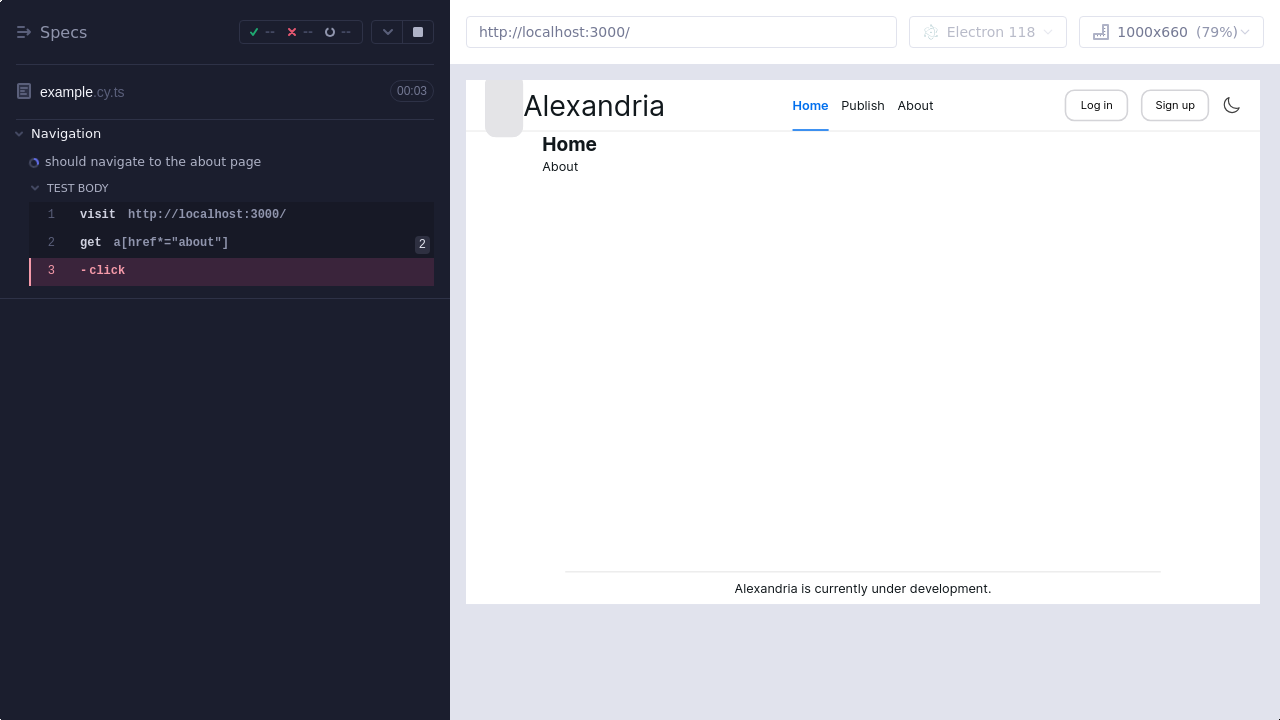 Specs
-- -- --
example.cy.ts
00:03
Navigation
should navigate to the about page
TEST BODY
1 visit http://localhost:3000/
2 get a[href*="about"] 2
3 -click
http://localhost:3000/
Electron 118
1000x660 (79%)
Alexandria
Home Publish About
Log in
Sign up
Home
About
Alexandria is currently under development.